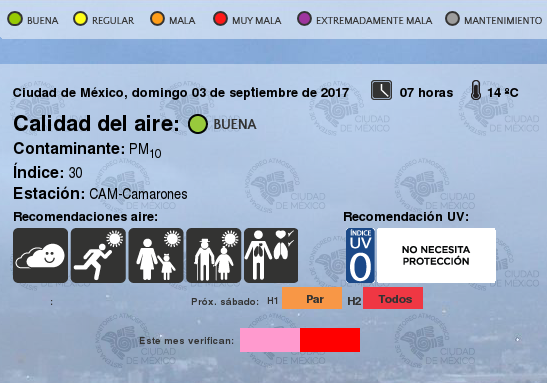 BUENA REGULAR MALA MUY MALA EXTREMADAMENTE MALA MANTENIMIENTO
Ciudad de México, domingo 03 de septiembre de 2017 07 horas 14 ºC
Calidad del aire: BUENA
Contaminante: PM10
Índice: 30
Estación: CAM-Camarones
Recomendaciones aire: Recomendación UV:
ÍNDICE
UV
0
NO NECESITA
PROTECCIÓN
: Próx. sábado: H1 Par H2 Todos
Este mes verifican:
CIUDAD
DE MÉXICO